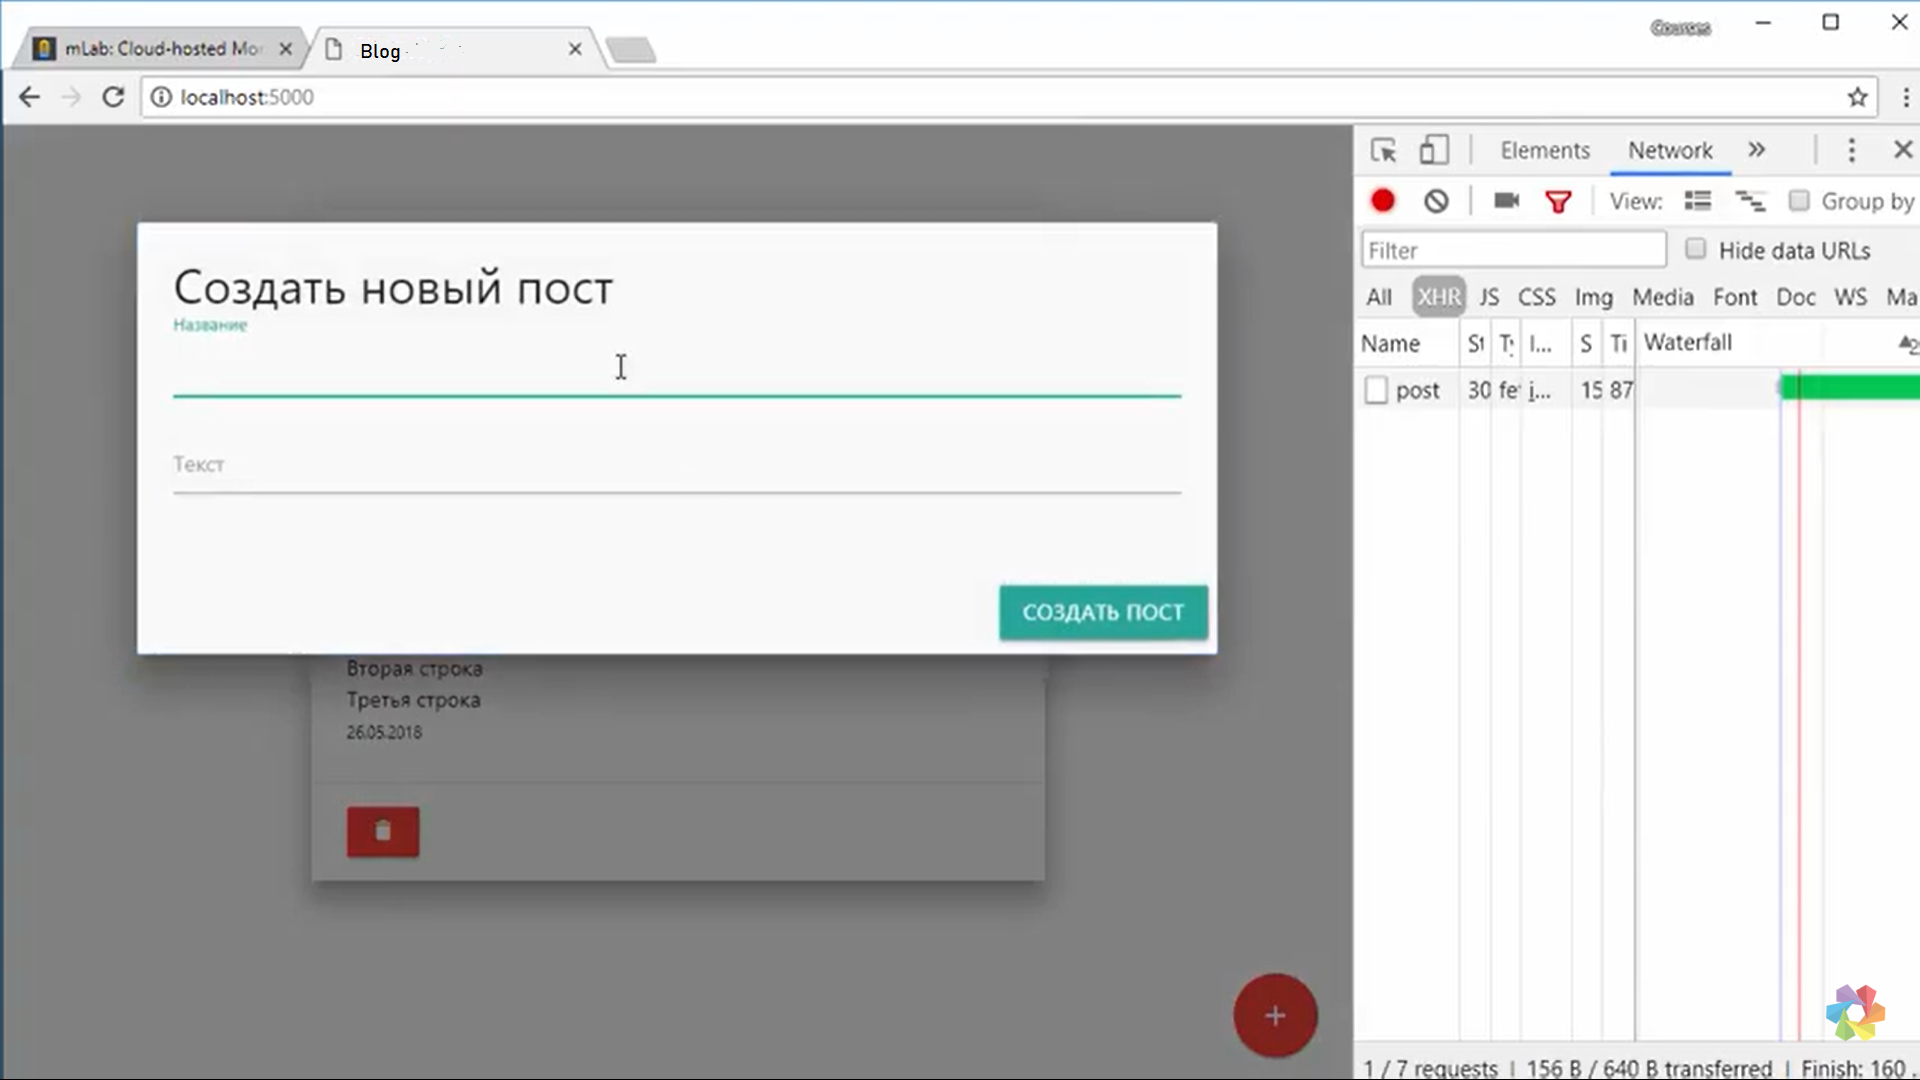 Courses
mLab: Cloud-hosted Mo
Blog
localhost:5000
Elements Network
View: Group by
Filter Hide data URLs
All XHR JS CSS Img Media Font Doc WS Ma
Name St Ty I... S Ti Waterfall
post 30 fe i... 15 87
Создать новый пост
Название
Текст
СОЗДАТЬ ПОСТ
Вторая строка
Третья строка
26.05.2018
1 / 7 requests | 156 B / 640 B transferred | Finish: 160